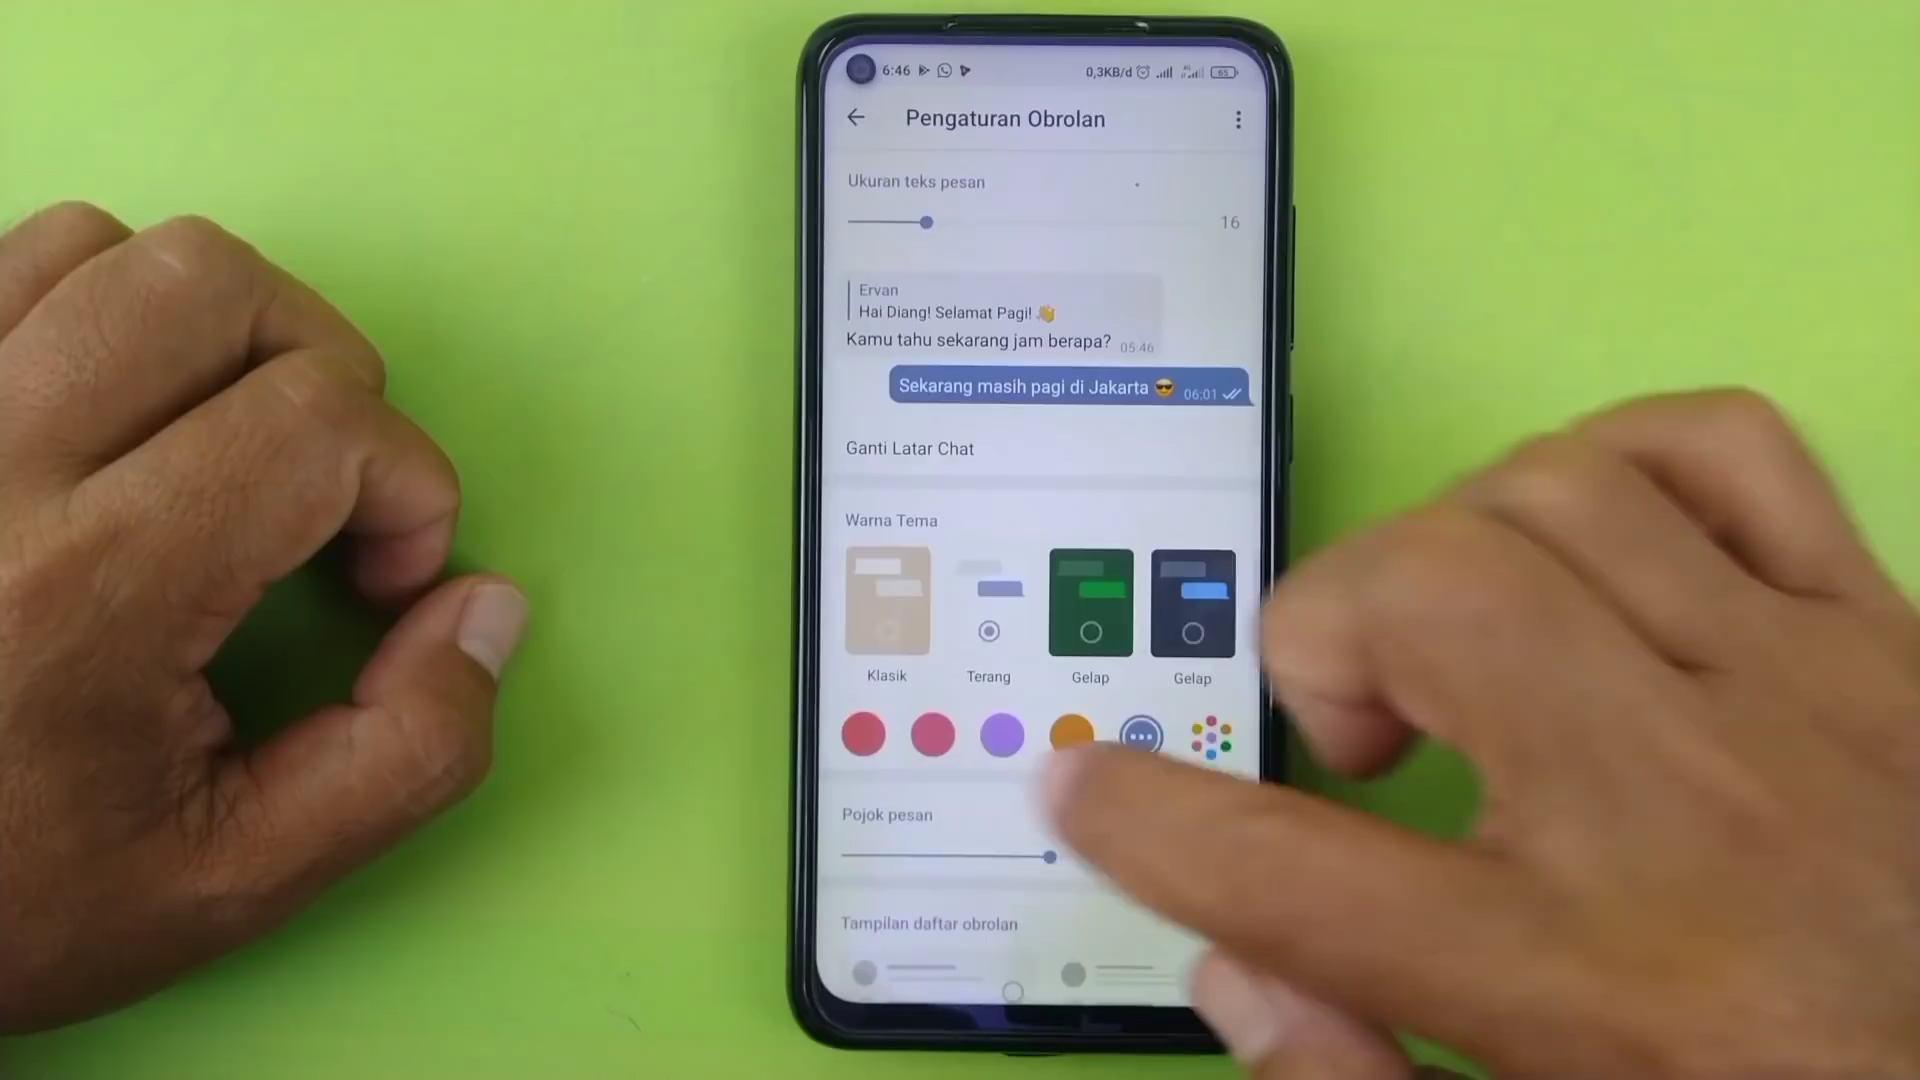 6:46
0,3KB/d
65
Pengaturan Obrolan
Ukuran teks pesan
16
Ervan
Hai Diang! Selamat Pagi! 👋
Kamu tahu sekarang jam berapa? 05:46
Sekarang masih pagi di Jakarta 😎 06:01
Ganti Latar Chat
Warna Tema
Klasik
Terang
Gelap
Gelap
Pojok pesan
Tampilan daftar obrolan